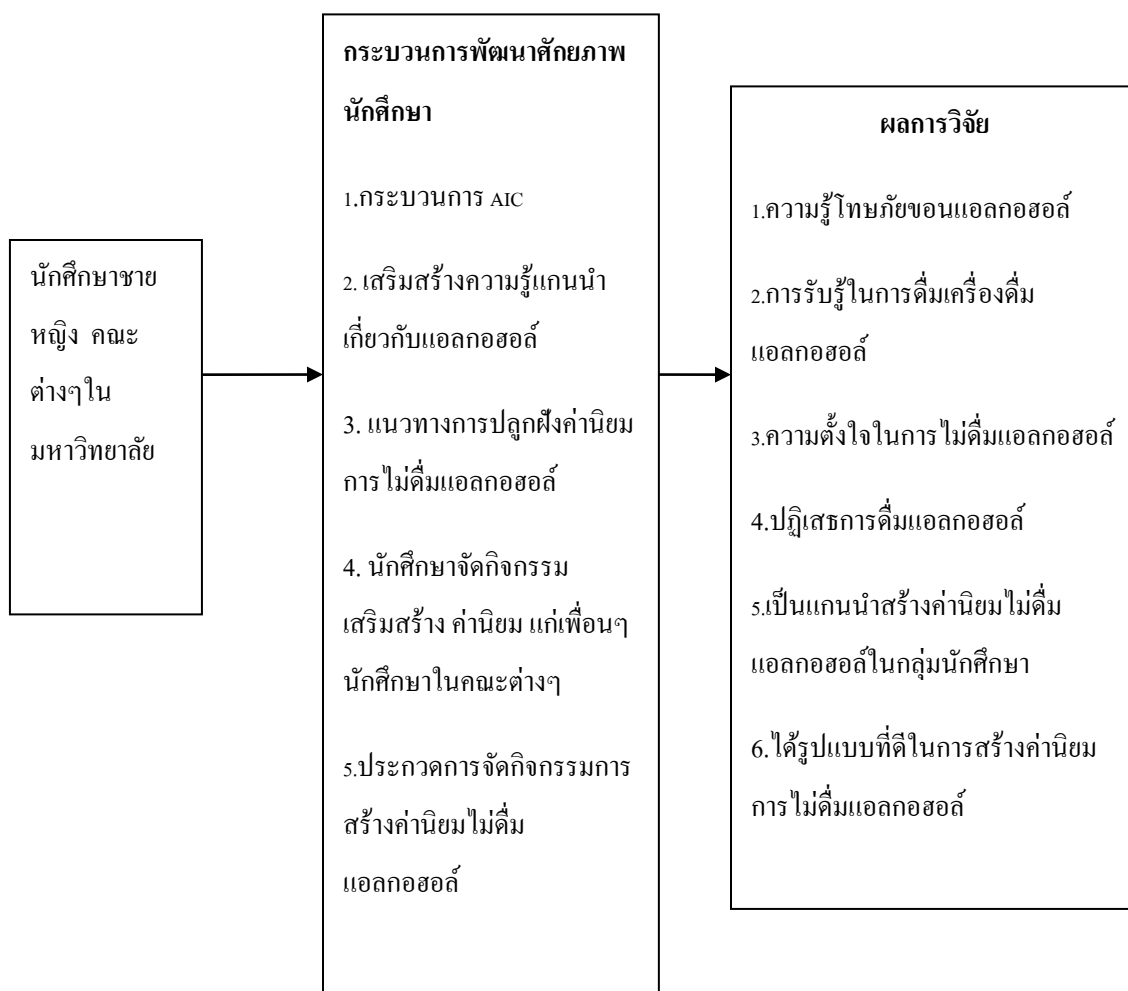 นักศึกษาชาย
หญิง คณะ
ต่างๆใน
มหาวิทยาลัย
กระบวนการพัฒนาศักยภาพ
นักศึกษา
1.กระบวนการ AIC
2. เสริมสร้างความรู้แกนนำ
เกี่ยวกับแอลกอฮอล์
3. แนวทางการปลูกฝังค่านิยม
การไม่ดื่มแอลกอฮอล์
4. นักศึกษาจัดกิจกรรม
เสริมสร้าง ค่านิยม แก่เพื่อนๆ
นักศึกษาในคณะต่างๆ
5.ประกวดการจัดกิจกรรมการ
สร้างค่านิยมไม่ดื่ม
แอลกอฮอล์
ผลการวิจัย
1.ความรู้โทษภัยขอนแอลกอฮอล์
2.การรับรู้ในการดื่มเครื่องดื่ม
แอลกอฮอล์
3.ความตั้งใจในการไม่ดื่มแอลกอฮอล์
4.ปฏิเสธการดื่มแอลกอฮอล์
5.เป็นแกนนำสร้างค่านิยมไม่ดื่ม
แอลกอฮอล์ในกลุ่มนักศึกษา
6.ได้รูปแบบที่ดีในการสร้างค่านิยม
การไม่ดื่มแอลกอฮอล์